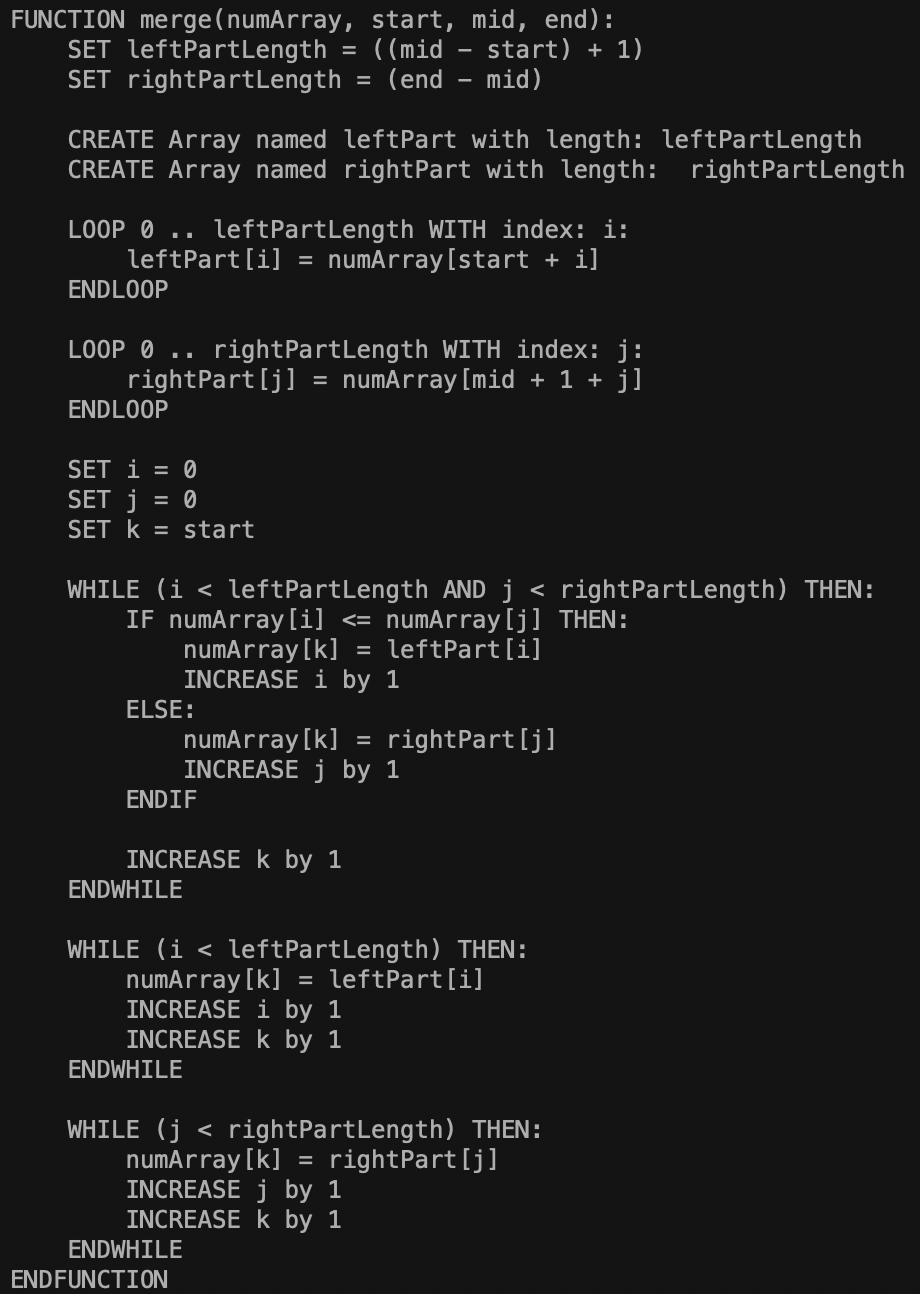 FUNCTION merge(numArray, start, mid, end):
    SET leftPartLength = ((mid – start) + 1)
    SET rightPartLength = (end – mid)

    CREATE Array named leftPart with length: leftPartLength
    CREATE Array named rightPart with length:  rightPartLength

    LOOP 0 .. leftPartLength WITH index: i:
        leftPart[i] = numArray[start + i]
    ENDLOOP

    LOOP 0 .. rightPartLength WITH index: j:
        rightPart[j] = numArray[mid + 1 + j]
    ENDLOOP

    SET i = 0
    SET j = 0
    SET k = start

    WHILE (i < leftPartLength AND j < rightPartLength) THEN:
        IF numArray[i] <= numArray[j] THEN:
            numArray[k] = leftPart[i]
            INCREASE i by 1
        ELSE:
            numArray[k] = rightPart[j]
            INCREASE j by 1
        ENDIF

        INCREASE k by 1
    ENDWHILE

    WHILE (i < leftPartLength) THEN:
        numArray[k] = leftPart[i]
        INCREASE i by 1
        INCREASE k by 1
    ENDWHILE

    WHILE (j < rightPartLength) THEN:
        numArray[k] = rightPart[j]
        INCREASE j by 1
        INCREASE k by 1
    ENDWHILE
ENDFUNCTION